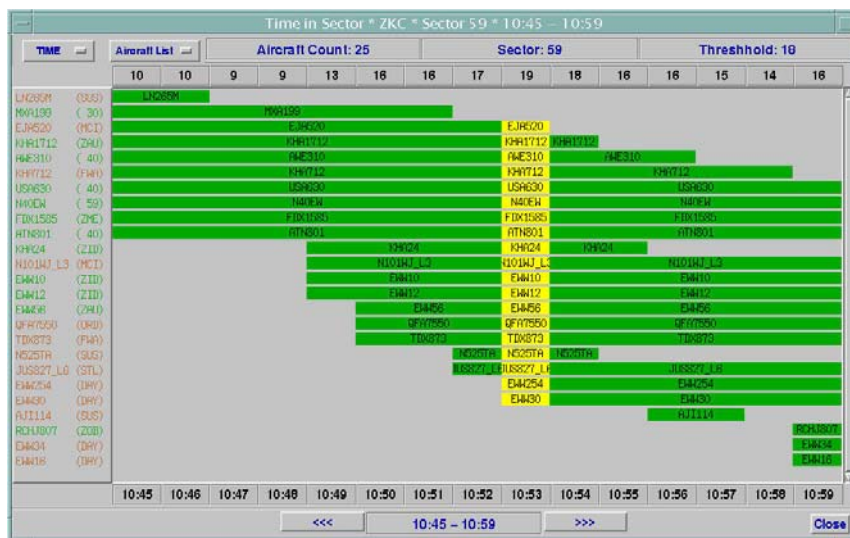 Time in Sector * ZKC * Sector 59 * 10:45 – 10:59
TIME Aircraft List Aircraft Count: 25 Sector: 59 Threshhold: 18
10 10 9 9 13 16 16 17 19 18 16 16 15 14 16
LN265M (SUS) LN265M
MXA199 ( 30) MXA199
EJA520 (MCI) EJA520 EJA520
KHA1712 (ZAU) KHA1712 KHA1712 KHA1712
AWE310 ( 40) AWE310 AWE310 AWE310
KHA712 (FWA) KHA712 KHA712 KHA712
USA630 ( 40) USA630 USA630 USA630
N40EW ( 59) N40EW N40EW N40EW
FDX1585 (ZME) FDX1585 FDX1585 FDX1585
ATN801 ( 40) ATN801 ATN801 ATN801
KHA24 (ZID) KHA24 KHA24 KHA24
N101WJ_L3 (MCI) N101WJ_L3 N101WJ_L3 N101WJ_L3
EWW10 (ZID) EWW10 EWW10 EWW10
EWW12 (ZID) EWW12 EWW12 EWW12
EWW56 (ZAU) EWW56 EWW56 EWW56
QFA7550 (ORD) QFA7550 QFA7550 QFA7550
TDX873 (FWA) TDX873 TDX873 TDX873
N525TA (SUS) N525TA N525TA N525TA
JUS827_L6 (STL) JUS827_L6 JUS827_L6 JUS827_L6
EWW254 (DAY) EWW254 EWW254
EWW30 (DAY) EWW30 EWW30
AJI114 (SUS) AJI114
RCHJ807 (ZOB) RCHJ807
EWW34 (DAY) EWW34
EWW16 (DAY) EWW16
10:45 10:46 10:47 10:48 10:49 10:50 10:51 10:52 10:53 10:54 10:55 10:56 10:57 10:58 10:59
<<< 10:45 – 10:59 >>> Close